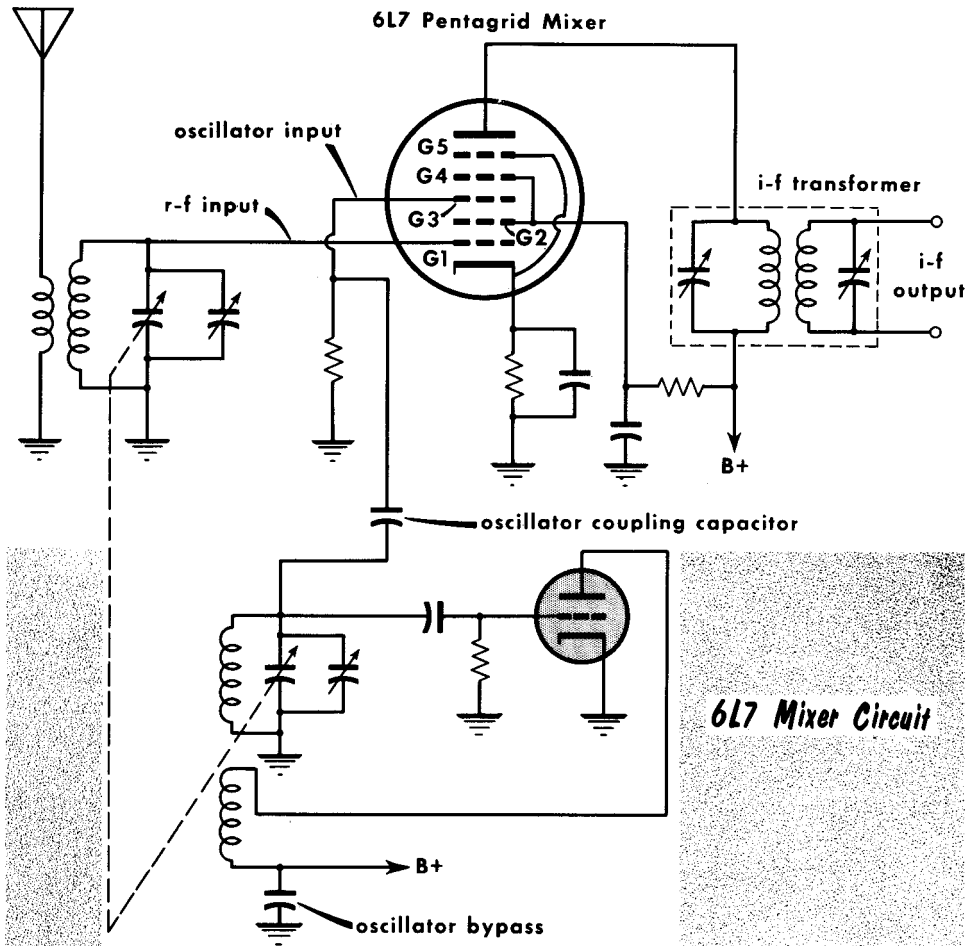 6L7 Pentagrid Mixer
oscillator input
G5
G4
i-f transformer
r-f input
G3
G2
G1
i-f
output
B+
oscillator coupling capacitor
6L7 Mixer Circuit
B+
oscillator bypass